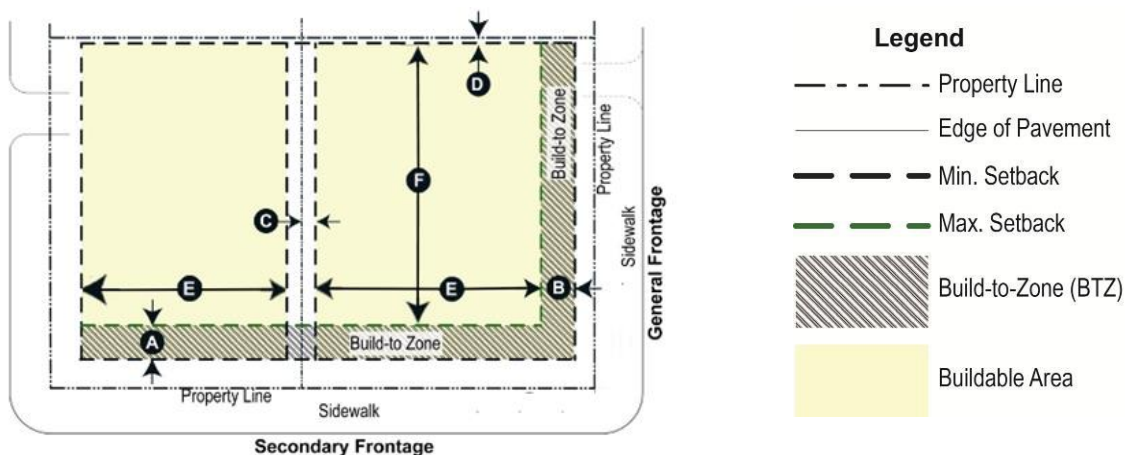 D
Build-to Zone
Property Line
F
C
Sidewalk
General Frontage
E
E
B
A
Build-to Zone
Property Line
Sidewalk
Secondary Frontage
Legend
Property Line
Edge of Pavement
Min. Setback
Max. Setback
Build-to-Zone (BTZ)
Buildable Area